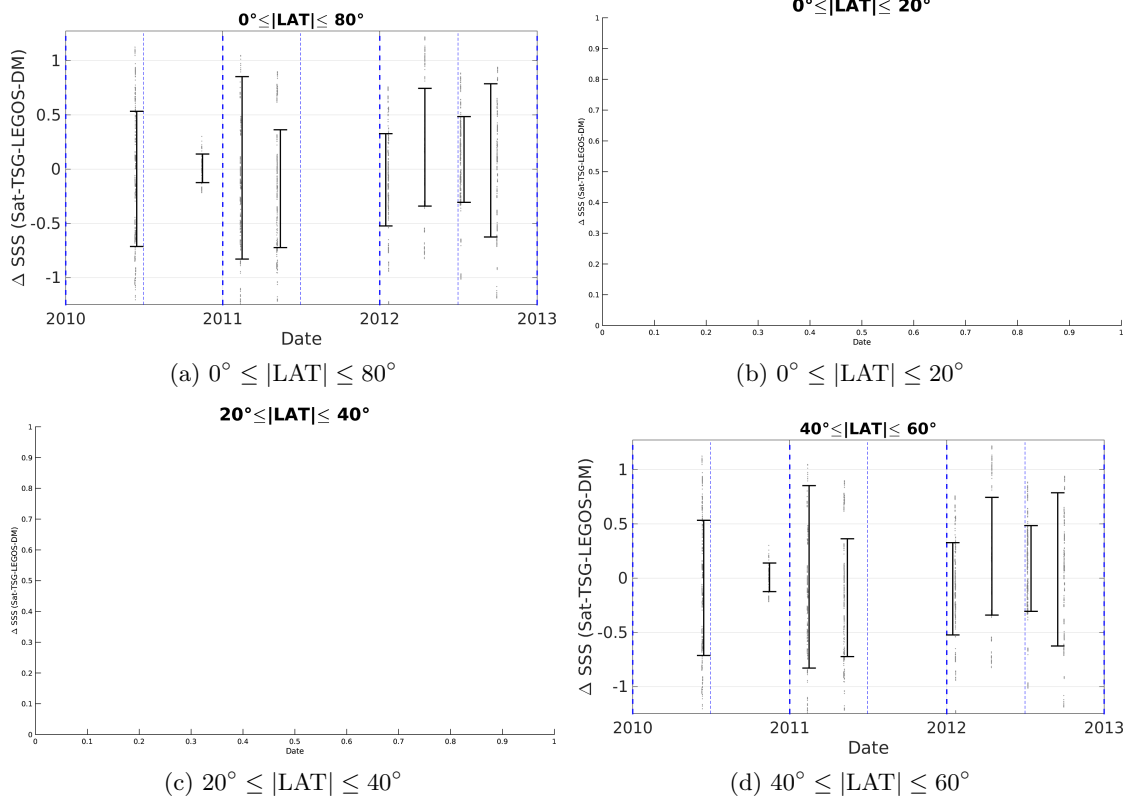 0°≤|LAT|≤ 80°
Δ SSS (Sat-TSG-LEGOS-DM)
1
0.5
0
-0.5
-1
2010 2011 2012 2013
Date
(a) 0° ≤ |LAT| ≤ 80°
0°≤|LAT|≤ 20°
Δ SSS (Sat-TSG-LEGOS-DM)
1
0.9
0.8
0.7
0.6
0.5
0.4
0.3
0.2
0.1
0
0 0.1 0.2 0.3 0.4 0.5 0.6 0.7 0.8 0.9 1
Date
(b) 0° ≤ |LAT| ≤ 20°
20°≤|LAT|≤ 40°
Δ SSS (Sat-TSG-LEGOS-DM)
1
0.9
0.8
0.7
0.6
0.5
0.4
0.3
0.2
0.1
0
0 0.1 0.2 0.3 0.4 0.5 0.6 0.7 0.8 0.9 1
Date
(c) 20° ≤ |LAT| ≤ 40°
40°≤|LAT|≤ 60°
Δ SSS (Sat-TSG-LEGOS-DM)
1
0.5
0
-0.5
-1
2010 2011 2012 2013
Date
(d) 40° ≤ |LAT| ≤ 60°